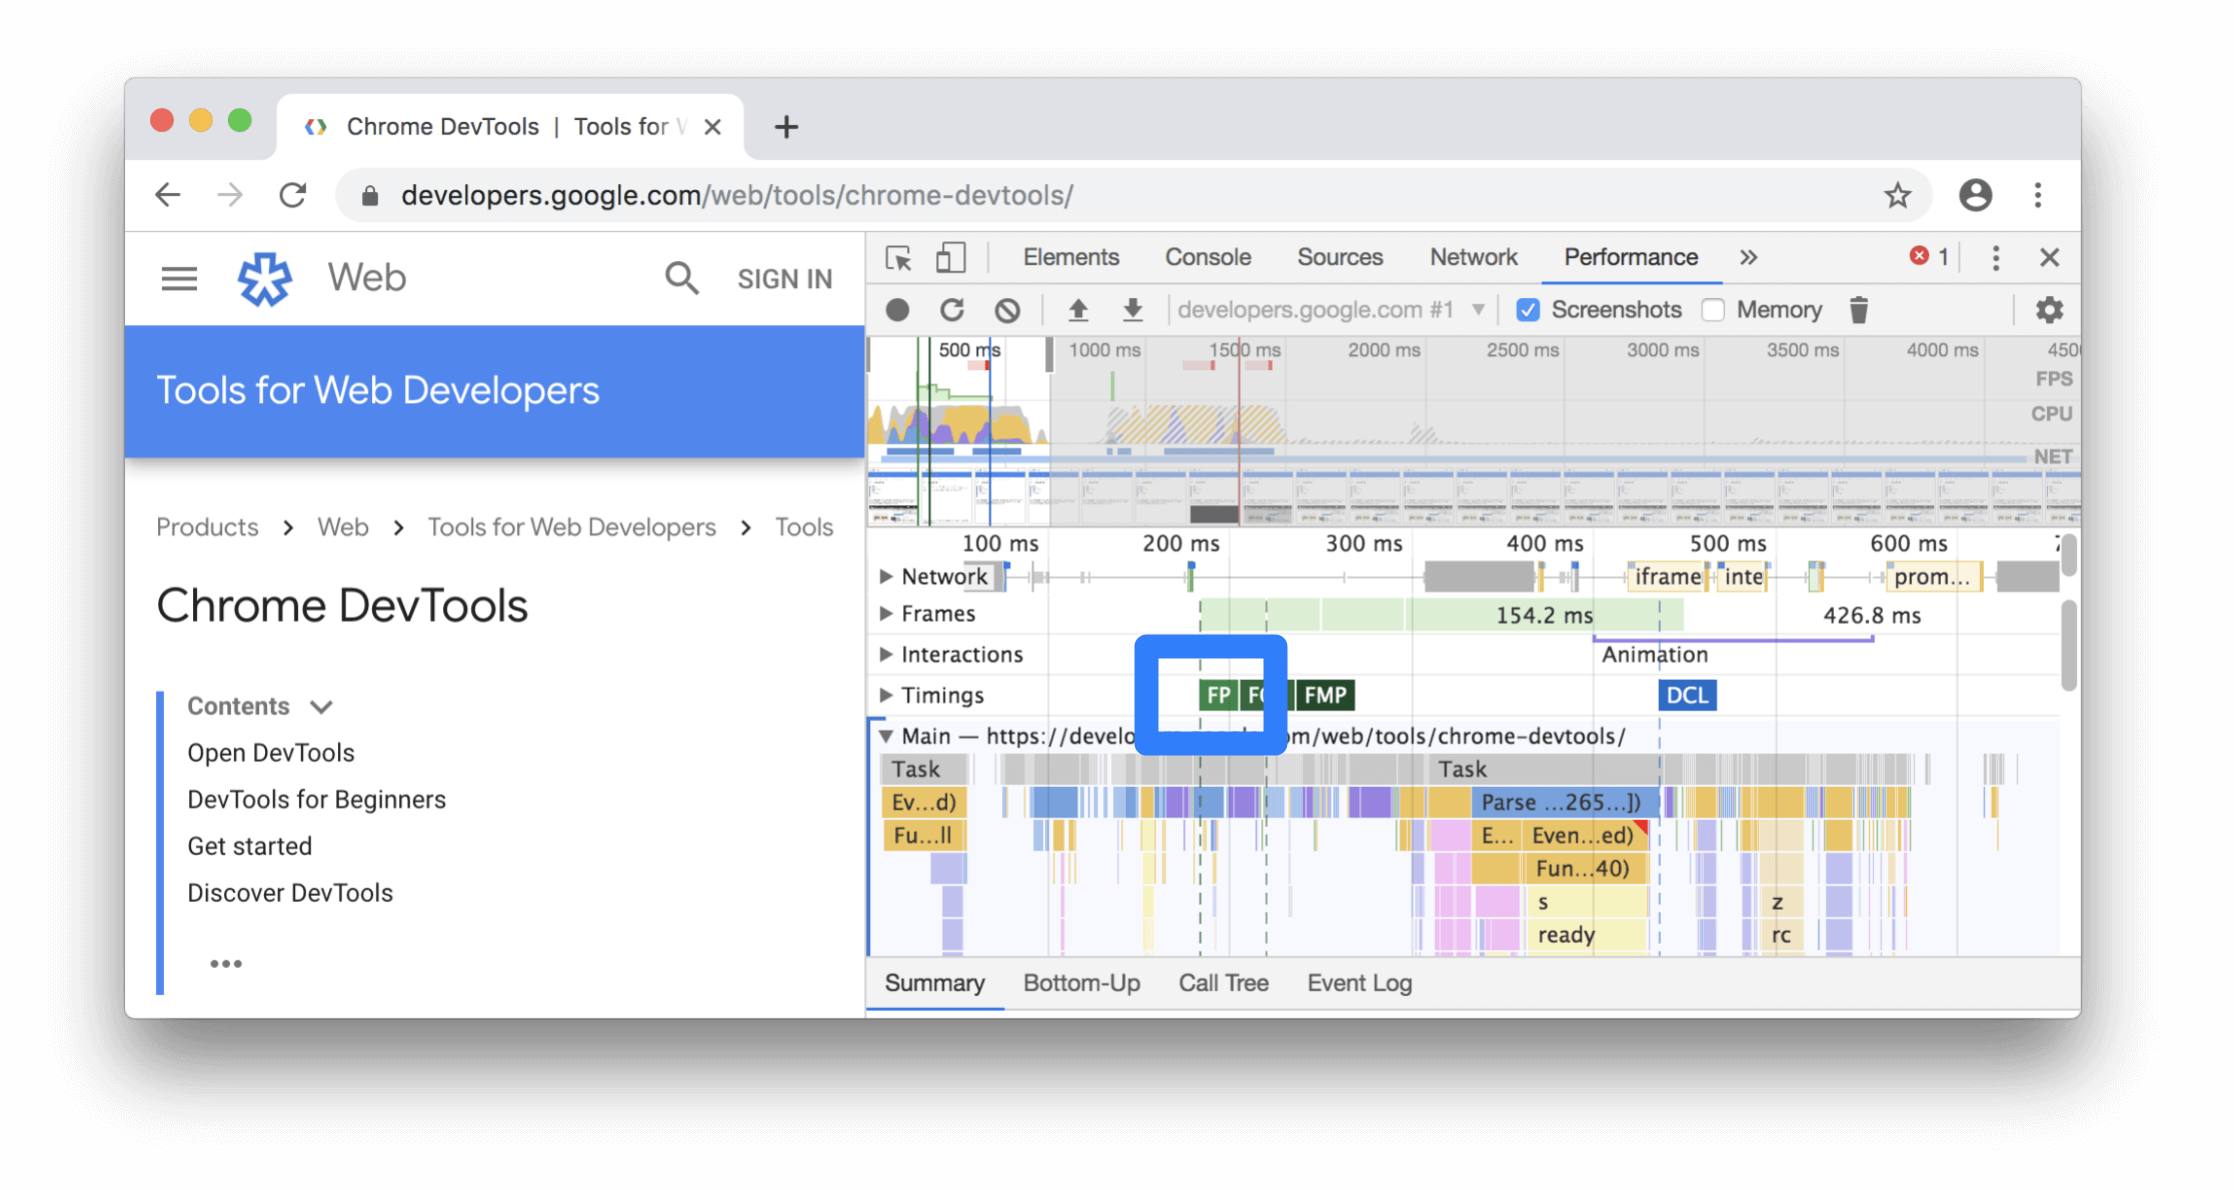 Chrome DevTools | Tools for W
developers.google.com/web/tools/chrome-devtools/
Web
SIGN IN
Tools for Web Developers
Products > Web > Tools for Web Developers > Tools
Chrome DevTools
Contents
Open DevTools
DevTools for Beginners
Get started
Discover DevTools
Elements Console Sources Network Performance » 1
developers.google.com #1 Screenshots Memory
500 ms 1000 ms 1500 ms 2000 ms 2500 ms 3000 ms 3500 ms 4000 ms 450
FPS
CPU
NET
100 ms 200 ms 300 ms 400 ms 500 ms 600 ms
Network iframe inte prom...
Frames 154.2 ms 426.8 ms
Interactions Animation
Timings FP FMP DCL
Main — https://develo om/web/tools/chrome-devtools/
Task Task
Ev...d) Parse ...265...])
Fu...ll E... Even...ed)
Fun...40)
s z
ready rc
Summary Bottom-Up Call Tree Event Log